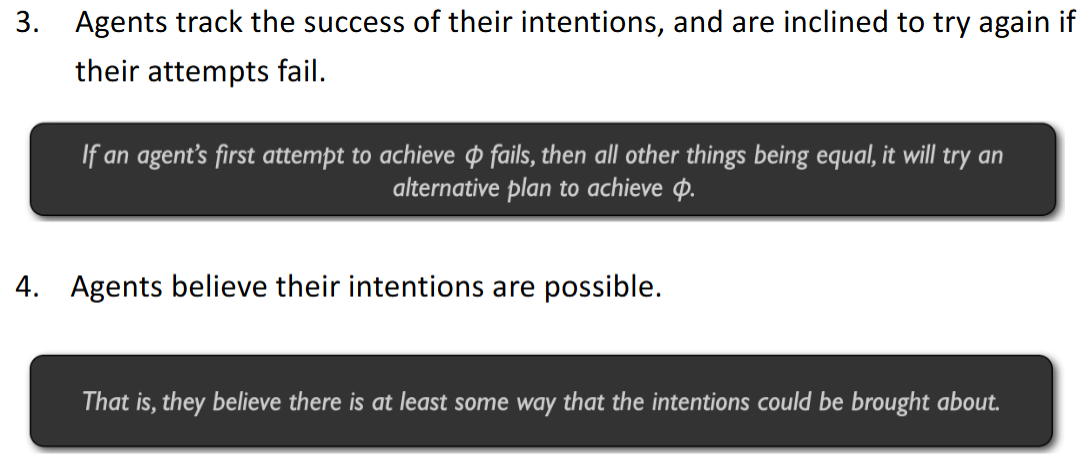 3. Agents track the success of their intentions, and are inclined to try again if
their attempts fail.
If an agent’s first attempt to achieve ϕ fails, then all other things being equal, it will try an
alternative plan to achieve ϕ.
4. Agents believe their intentions are possible.
That is, they believe there is at least some way that the intentions could be brought about.